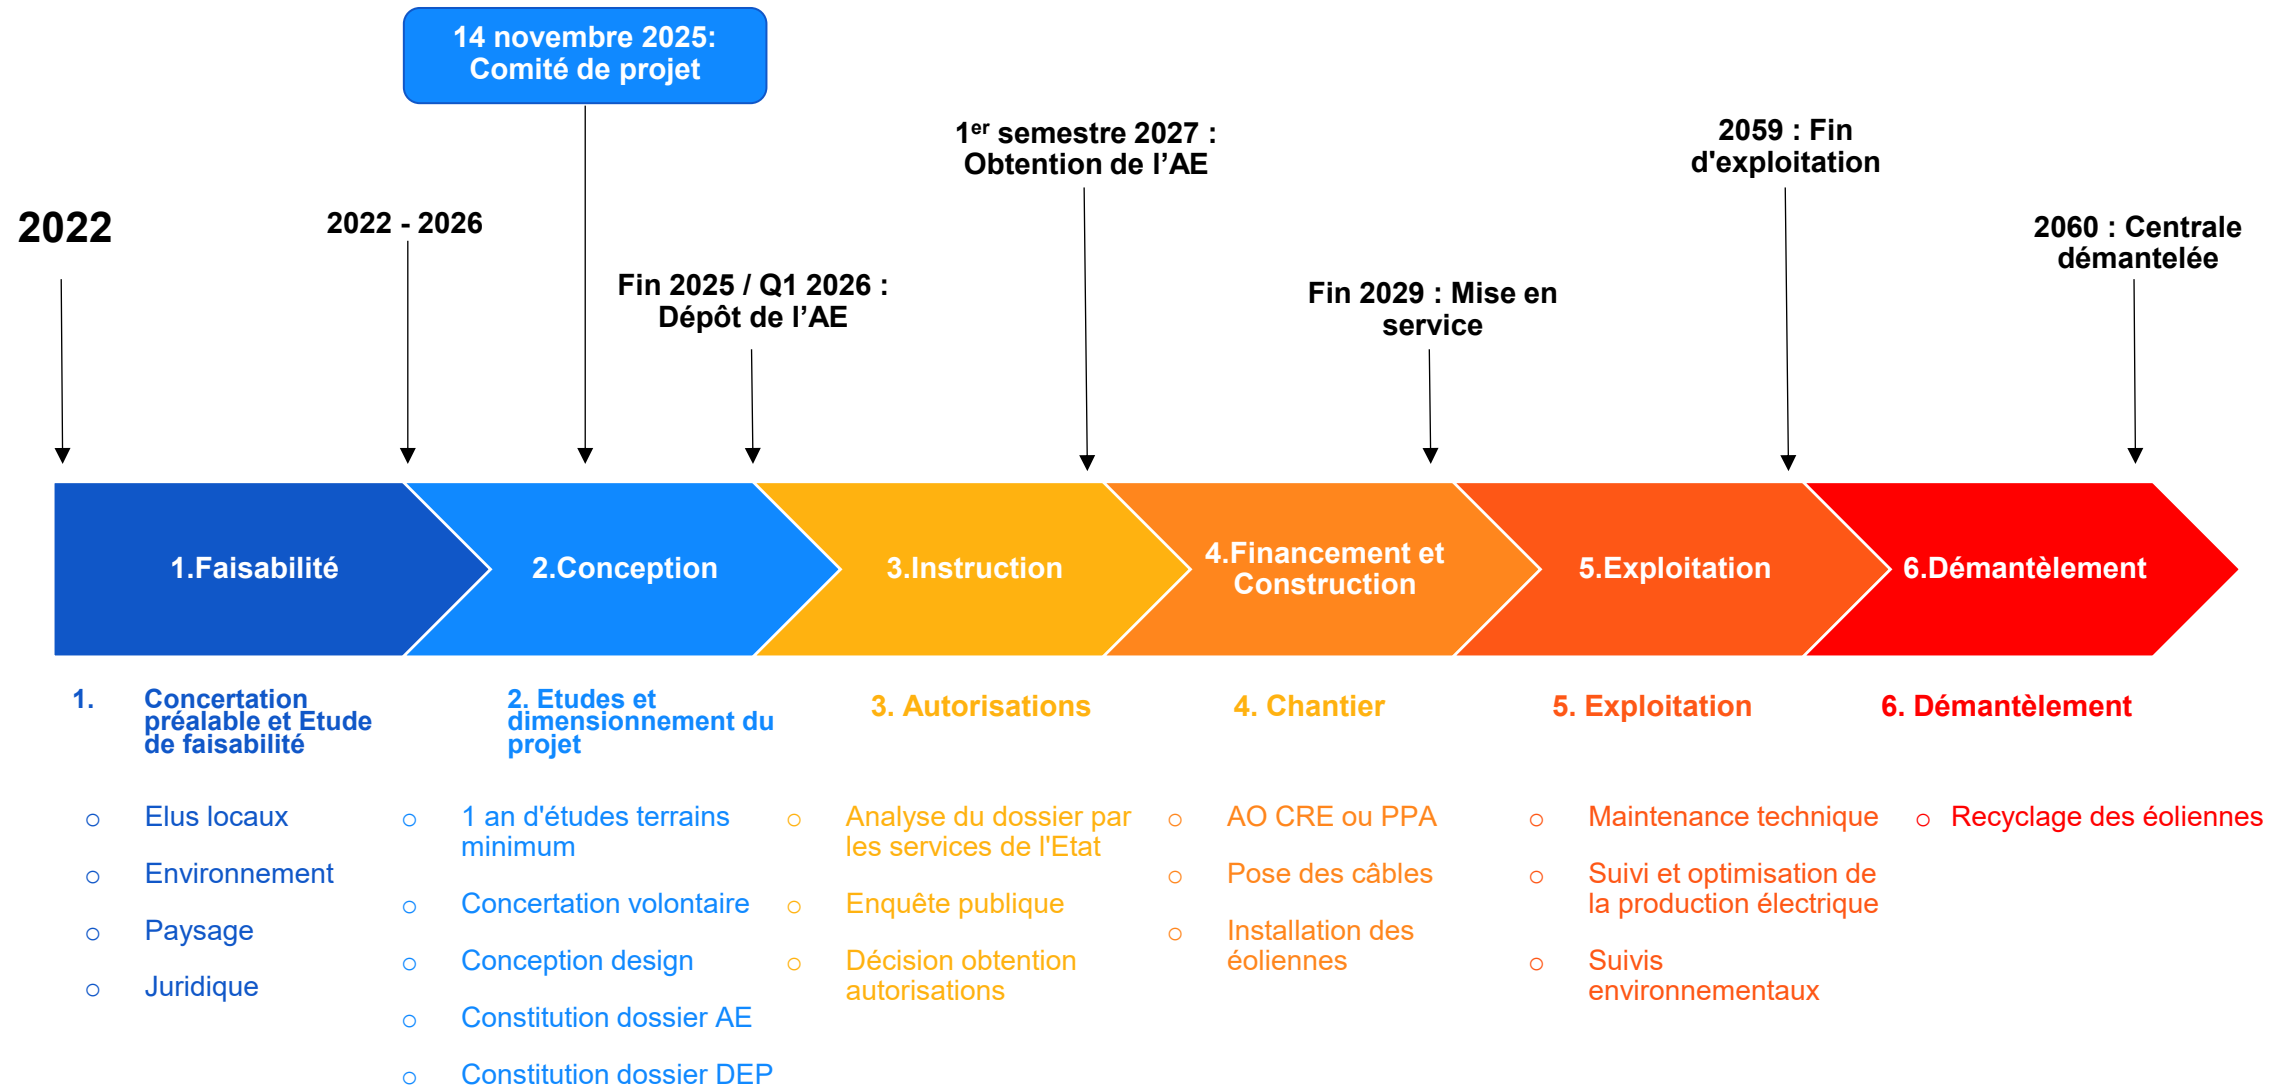 14 novembre 2025:
Comité de projet
2022
2022 - 2026
Fin 2025 / Q1 2026 :
Dépôt de l’AE
1er semestre 2027 :
Obtention de l’AE
Fin 2029 : Mise en
service
2059 : Fin
d'exploitation
2060 : Centrale
démantelée
1.Faisabilité
2.Conception
3.Instruction
4.Financement et
Construction
5.Exploitation
6.Démantèlement
1. Concertation
préalable et Etude
de faisabilité
o Elus locaux
o Environnement
o Paysage
o Juridique
2. Etudes et
dimensionnement du
projet
o 1 an d'études terrains
minimum
o Concertation volontaire
o Conception design
o Constitution dossier AE
o Constitution dossier DEP
3. Autorisations
o Analyse du dossier par
les services de l'Etat
o Enquête publique
o Décision obtention
autorisations
4. Chantier
o AO CRE ou PPA
o Pose des câbles
o Installation des
éoliennes
5. Exploitation
o Maintenance technique
o Suivi et optimisation de
la production électrique
o Suivis
environnementaux
6. Démantèlement
o Recyclage des éoliennes